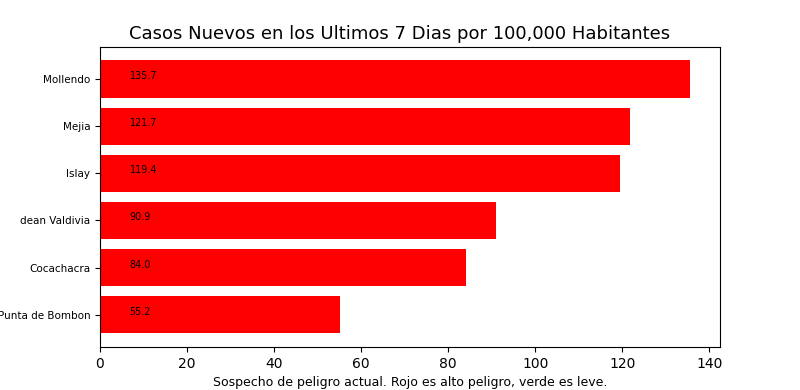 Casos Nuevos en los Ultimos 7 Dias por 100,000 Habitantes
Mollendo 135.7
Mejia 121.7
Islay 119.4
dean Valdivia 90.9
Cocachacra 84.0
Punta de Bombon 55.2
0 20 40 60 80 100 120 140
Sospecho de peligro actual. Rojo es alto peligro, verde es leve.